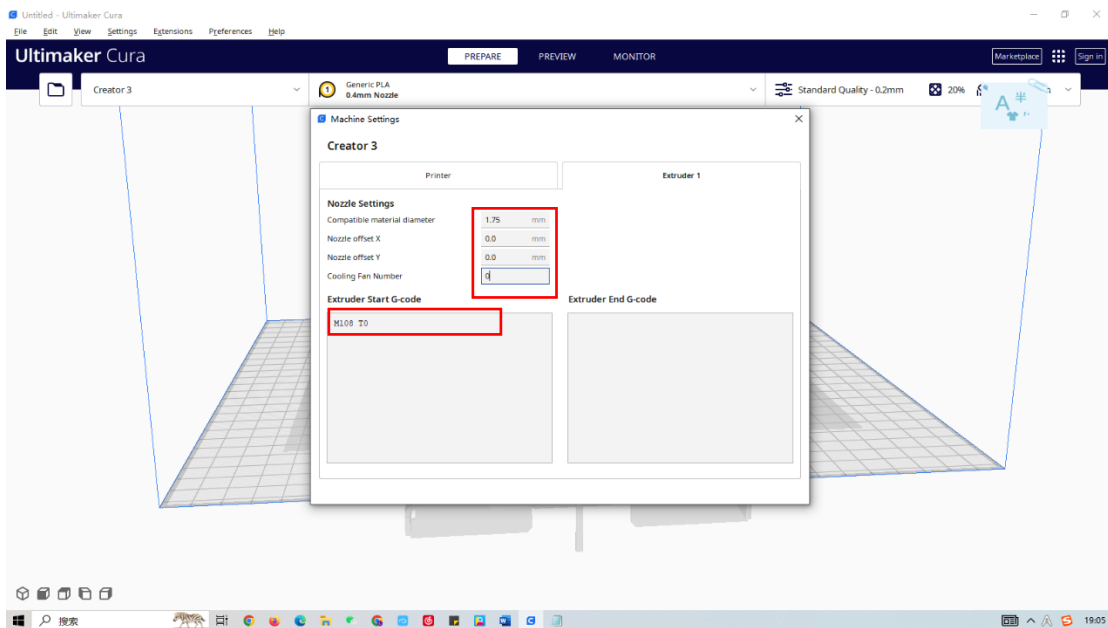 Untitled - Ultimaker Cura
File Edit View Settings Extensions Preferences Help
Ultimaker Cura
PREPARE PREVIEW MONITOR
Marketplace Sign in
Creator 3
1
Generic PLA
0.4mm Nozzle
Standard Quality - 0.2mm
20%
A 半
Machine Settings
Creator 3
Printer
Extruder 1
Nozzle Settings
Compatible material diameter 1.75 mm
Nozzle offset X 0.0 mm
Nozzle offset Y 0.0 mm
Cooling Fan Number 0
Extruder Start G-code Extruder End G-code
M108 T0
搜索
19:05